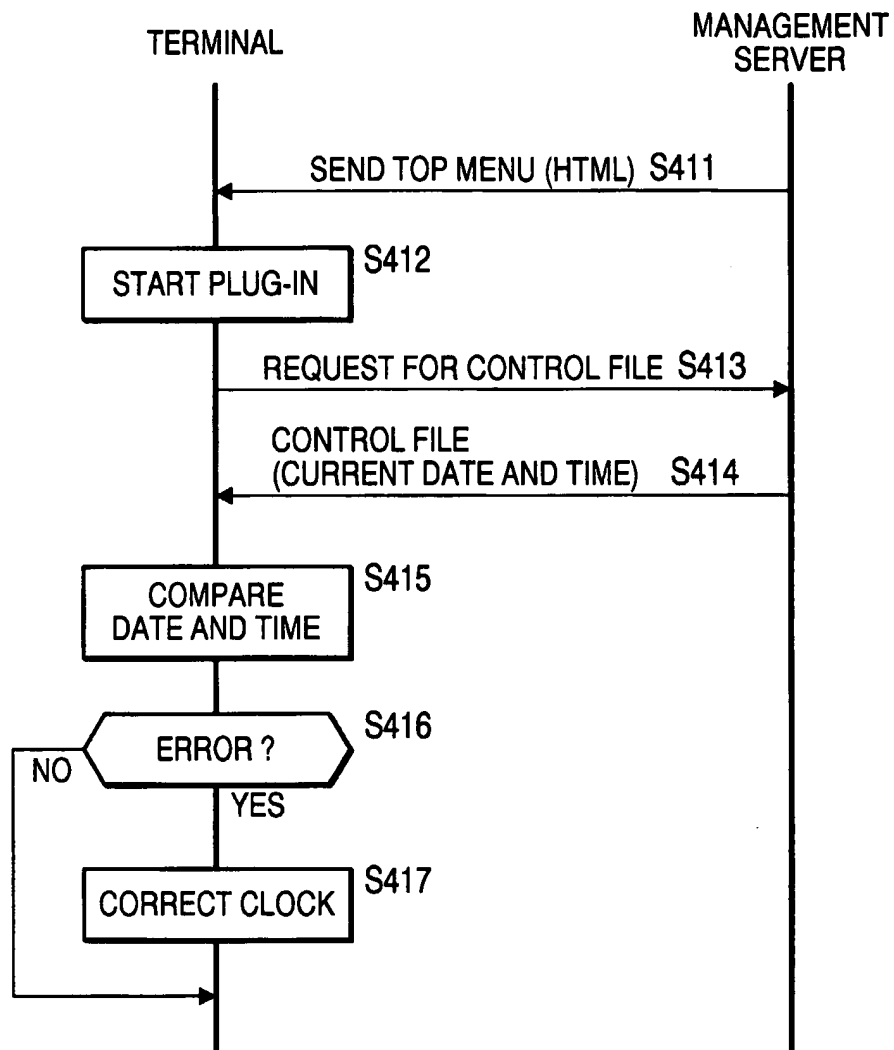 TERMINAL
MANAGEMENT
SERVER
SEND TOP MENU (HTML) S411
START PLUG-IN
S412
REQUEST FOR CONTROL FILE S413
CONTROL FILE
(CURRENT DATE AND TIME) S414
COMPARE
DATE AND TIME
S415
ERROR ?
S416
NO
YES
CORRECT CLOCK
S417